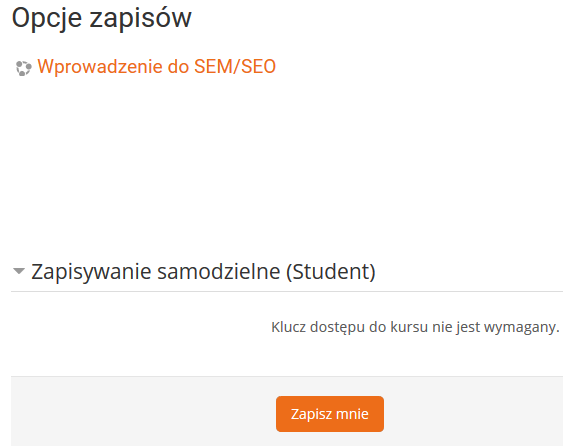 Opcje zapisów
Wprowadzenie do SEM/SEO
Zapisywanie samodzielne (Student)
Klucz dostępu do kursu nie jest wymagany.
Zapisz mnie